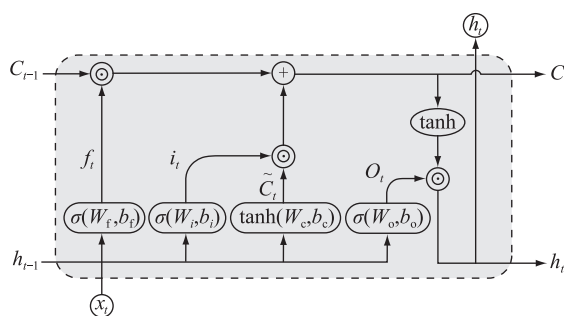 h_t
C_{t-1}
C
tanh
f_t
i_t
O_t
\tilde{C}_t
σ(W_f,b_f) σ(W_i,b_i) tanh(W_c,b_c) σ(W_o,b_o)
h_{t-1}
h_t
x_t